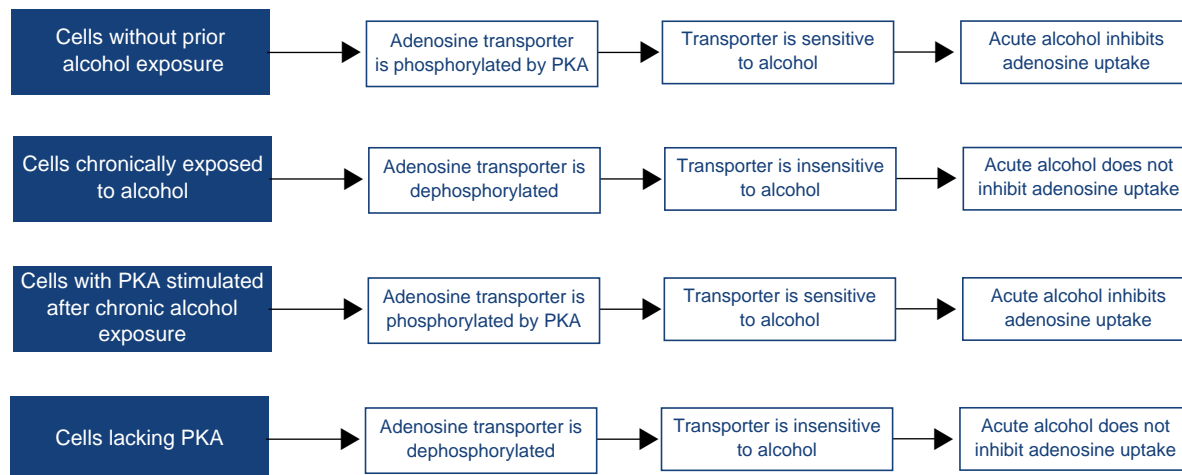 Cells without prior
alcohol exposure
Adenosine transporter
is phosphorylated by PKA
Transporter is sensitive
to alcohol
Acute alcohol inhibits
adenosine uptake
Cells chronically exposed
to alcohol
Adenosine transporter is
dephosphorylated
Transporter is insensitive
to alcohol
Acute alcohol does not
inhibit adenosine uptake
Cells with PKA stimulated
after chronic alcohol
exposure
Adenosine transporter is
phosphorylated by PKA
Transporter is sensitive
to alcohol
Acute alcohol inhibits
adenosine uptake
Cells lacking PKA
Adenosine transporter is
dephosphorylated
Transporter is insensitive
to alcohol
Acute alcohol does not
inhibit adenosine uptake